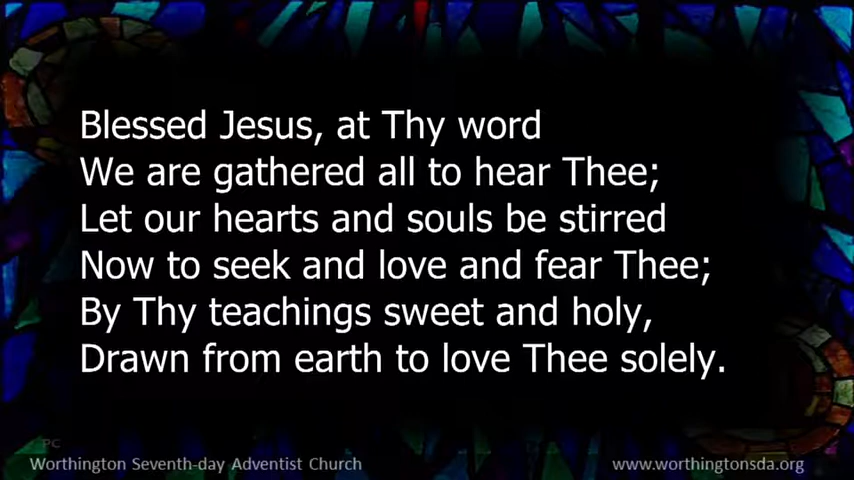 Blessed Jesus, at Thy word
We are gathered all to hear Thee;
Let our hearts and souls be stirred
Now to seek and love and fear Thee;
By Thy teachings sweet and holy,
Drawn from earth to love Thee solely.
PC
Worthington Seventh-day Adventist Church
www.worthingtonsda.org